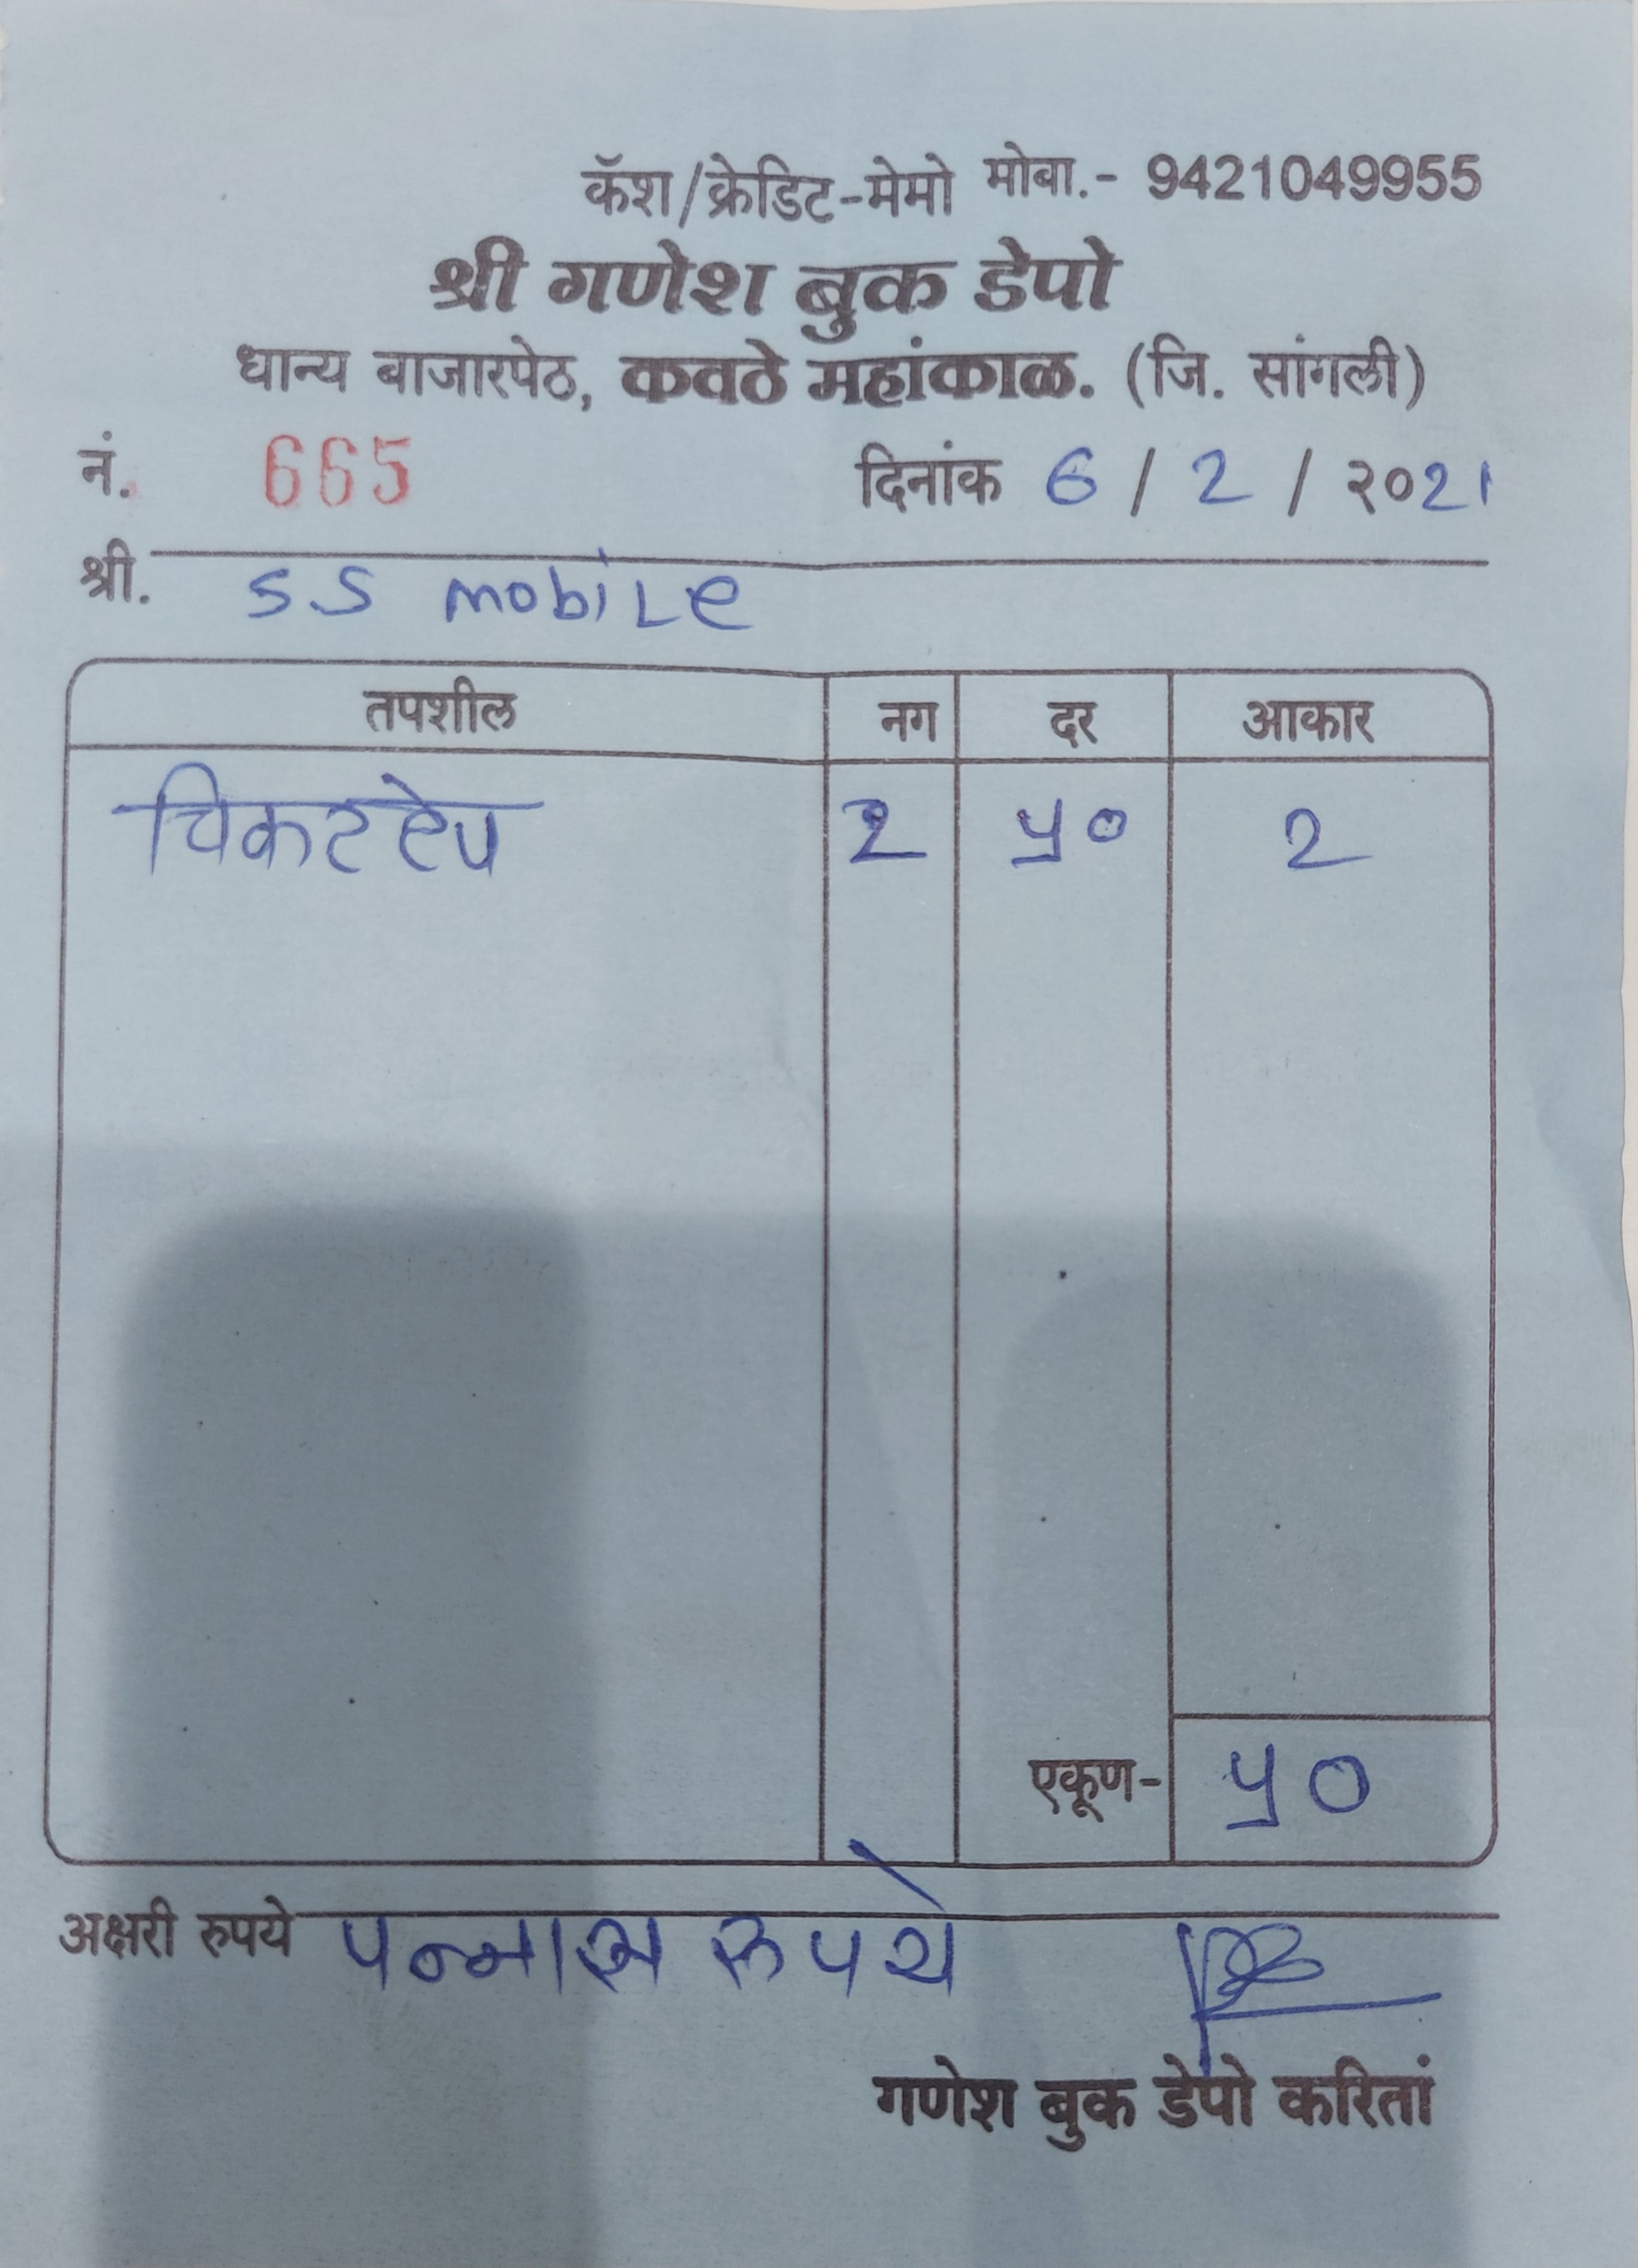 कॅश/क्रेडिट-मेमो मोबा.- 9421049955
श्री गणेश बुक डेपो
धान्य बाजारपेठ, कवठे महांकाळ. (जि. सांगली)
नं. 665 दिनांक 6 / 2 / २०21
श्री. SS mobile
तपशील नग दर आकार
चिकटटेप 2 ५० 2
एकूण- ५०
अक्षरी रुपये पन्नास रुपये
गणेश बुक डेपो करितां